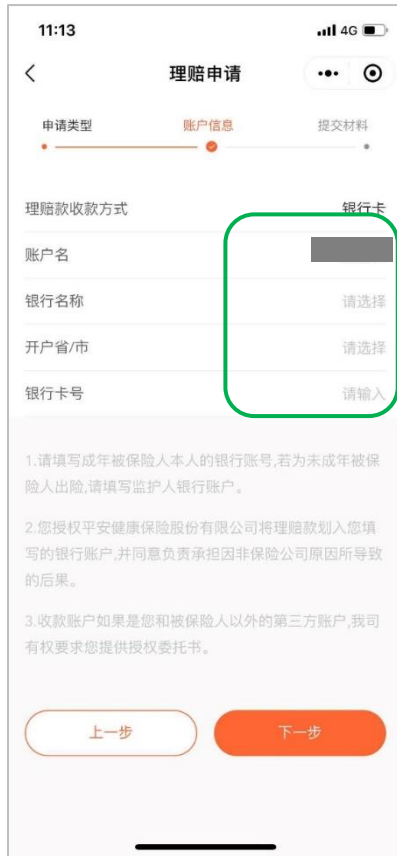 11:13
4G
理赔申请
申请类型 账户信息 提交材料
理赔款收款方式 银行卡
账户名
银行名称 请选择
开户省/市 请选择
银行卡号 请输入
1.请填写成年被保险人本人的银行账号,若为未成年被保
险人出险,请填写监护人银行账户。
2.您授权平安健康保险股份有限公司将理赔款划入您填
写的银行账户,并同意负责承担因非保险公司原因所导致
的后果。
3.收款账户如果是您和被保险人以外的第三方账户,我司
有权要求您提供授权委托书。
上一步 下一步